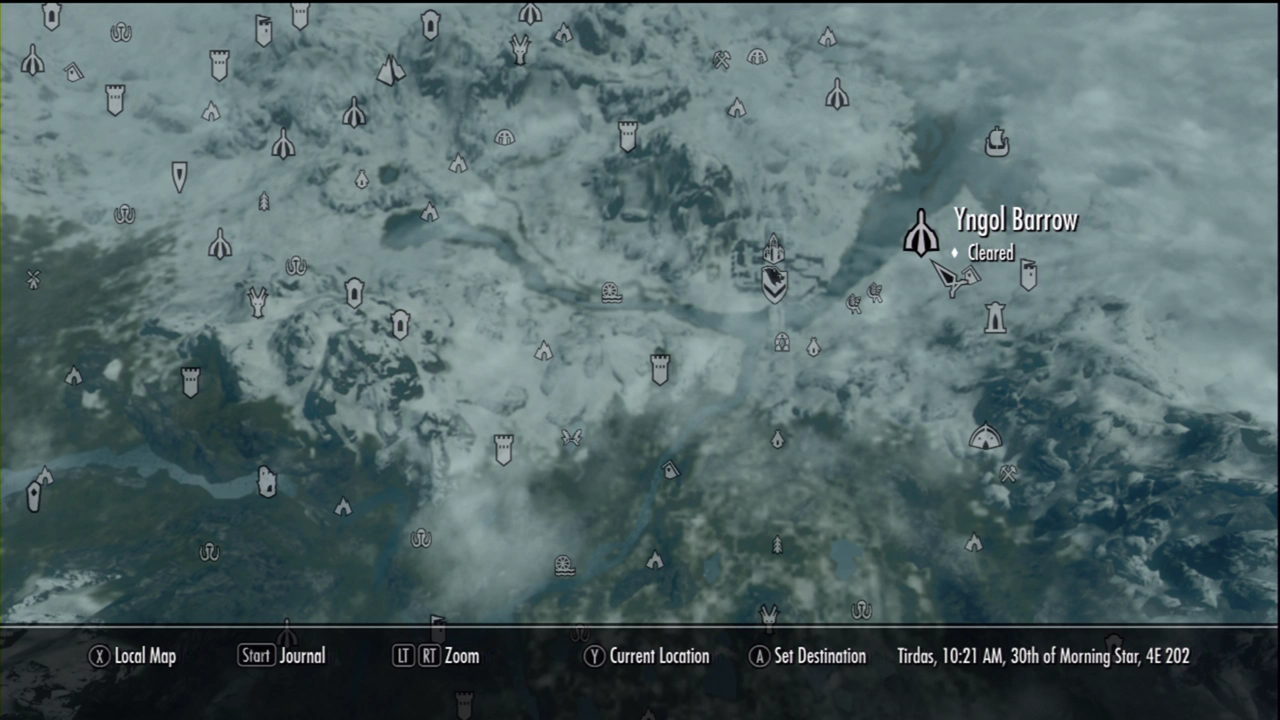 Yngol Barrow
Cleared
X Local Map
Start Journal
LT RT Zoom
Y Current Location
A Set Destination
Tirdas, 10:21 AM, 30th of Morning Star, 4E 202